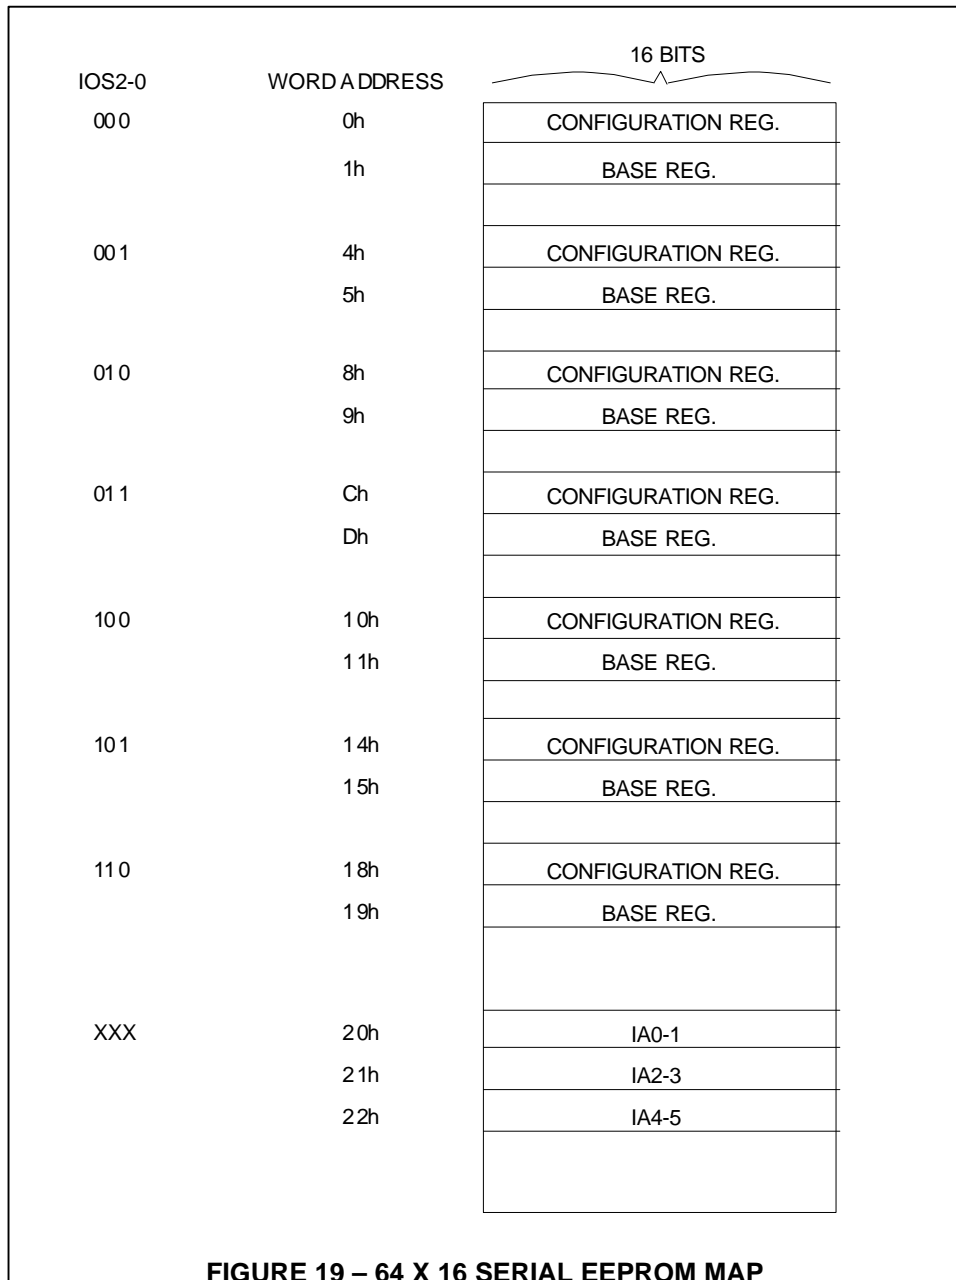 16 BITS
IOS2-0 WORD ADDRESS
000 0h CONFIGURATION REG.
1h BASE REG.
001 4h CONFIGURATION REG.
5h BASE REG.
010 8h CONFIGURATION REG.
9h BASE REG.
011 Ch CONFIGURATION REG.
Dh BASE REG.
100 10h CONFIGURATION REG.
11h BASE REG.
101 14h CONFIGURATION REG.
15h BASE REG.
110 18h CONFIGURATION REG.
19h BASE REG.
XXX 20h IA0-1
21h IA2-3
22h IA4-5
FIGURE 19 – 64 X 16 SERIAL EEPROM MAP